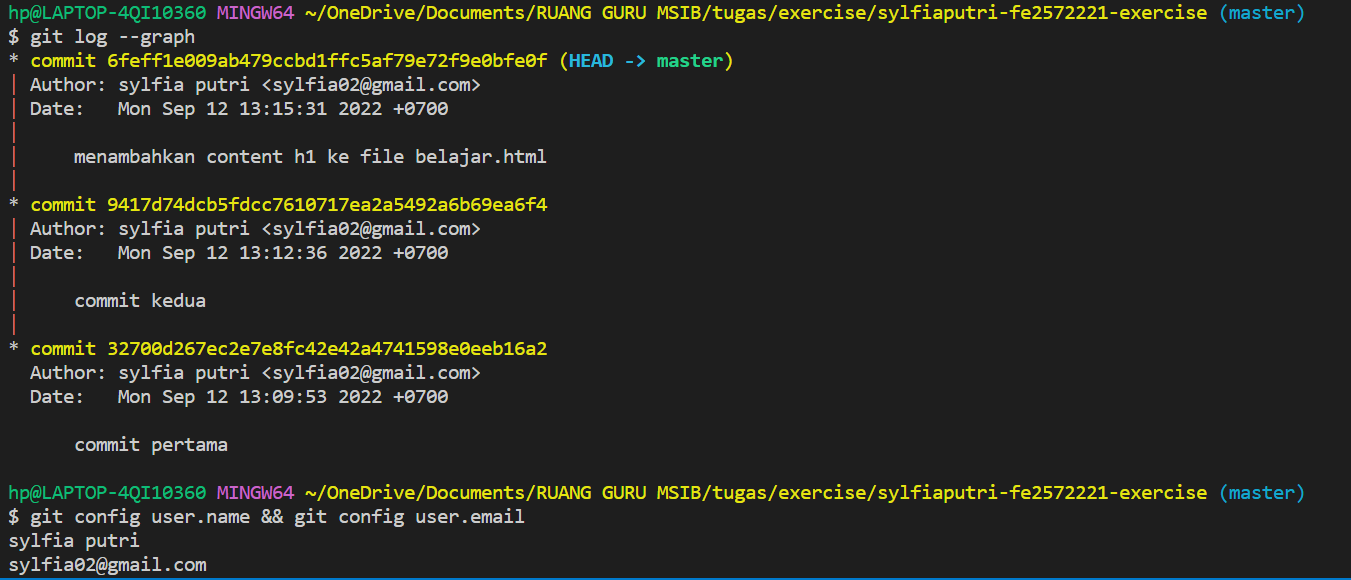 hp@LAPTOP-4QI10360 MINGW64 ~/OneDrive/Documents/RUANG GURU MSIB/tugas/exercise/sylfiaputri-fe2572221-exercise (master)
$ git log --graph
* commit 6feff1e009ab479ccbd1ffc5af79e72f9e0bfe0f (HEAD -> master)
| Author: sylfia putri <sylfia02@gmail.com>
| Date:   Mon Sep 12 13:15:31 2022 +0700
|
|     menambahkan content h1 ke file belajar.html
|
* commit 9417d74dcb5fdcc7610717ea2a5492a6b69ea6f4
| Author: sylfia putri <sylfia02@gmail.com>
| Date:   Mon Sep 12 13:12:36 2022 +0700
|
|     commit kedua
|
* commit 32700d267ec2e7e8fc42e42a4741598e0eeb16a2
  Author: sylfia putri <sylfia02@gmail.com>
  Date:   Mon Sep 12 13:09:53 2022 +0700

      commit pertama

hp@LAPTOP-4QI10360 MINGW64 ~/OneDrive/Documents/RUANG GURU MSIB/tugas/exercise/sylfiaputri-fe2572221-exercise (master)
$ git config user.name && git config user.email
sylfia putri
sylfia02@gmail.com